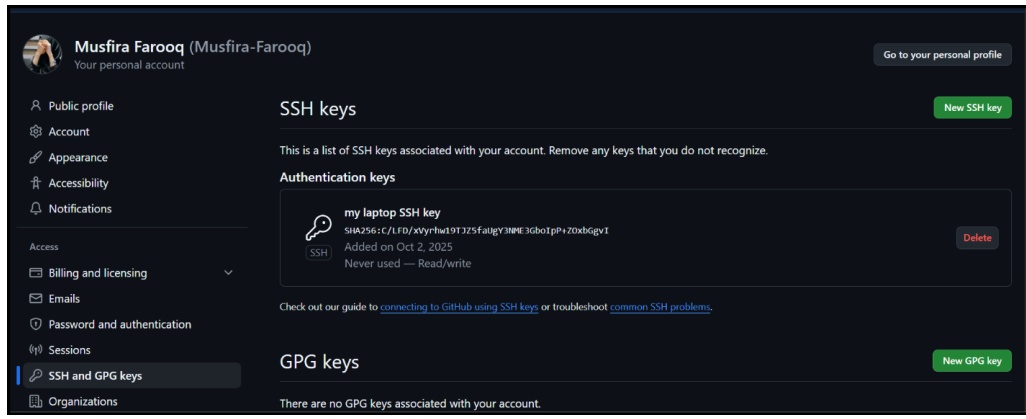 Musfira Farooq (Musfira-Farooq)
Your personal account
Go to your personal profile
Public profile
Account
Appearance
Accessibility
Notifications
Access
Billing and licensing
Emails
Password and authentication
Sessions
SSH and GPG keys
Organizations
SSH keys
New SSH key
This is a list of SSH keys associated with your account. Remove any keys that you do not recognize.
Authentication keys
my laptop SSH key
SHA256:C/LFD/xVyrhw19TJZ5faUgY3NME3GboIpP+ZOxbGgvI
SSH
Added on Oct 2, 2025
Never used — Read/write
Delete
Check out our guide to connecting to GitHub using SSH keys or troubleshoot common SSH problems.
GPG keys
New GPG key
There are no GPG keys associated with your account.